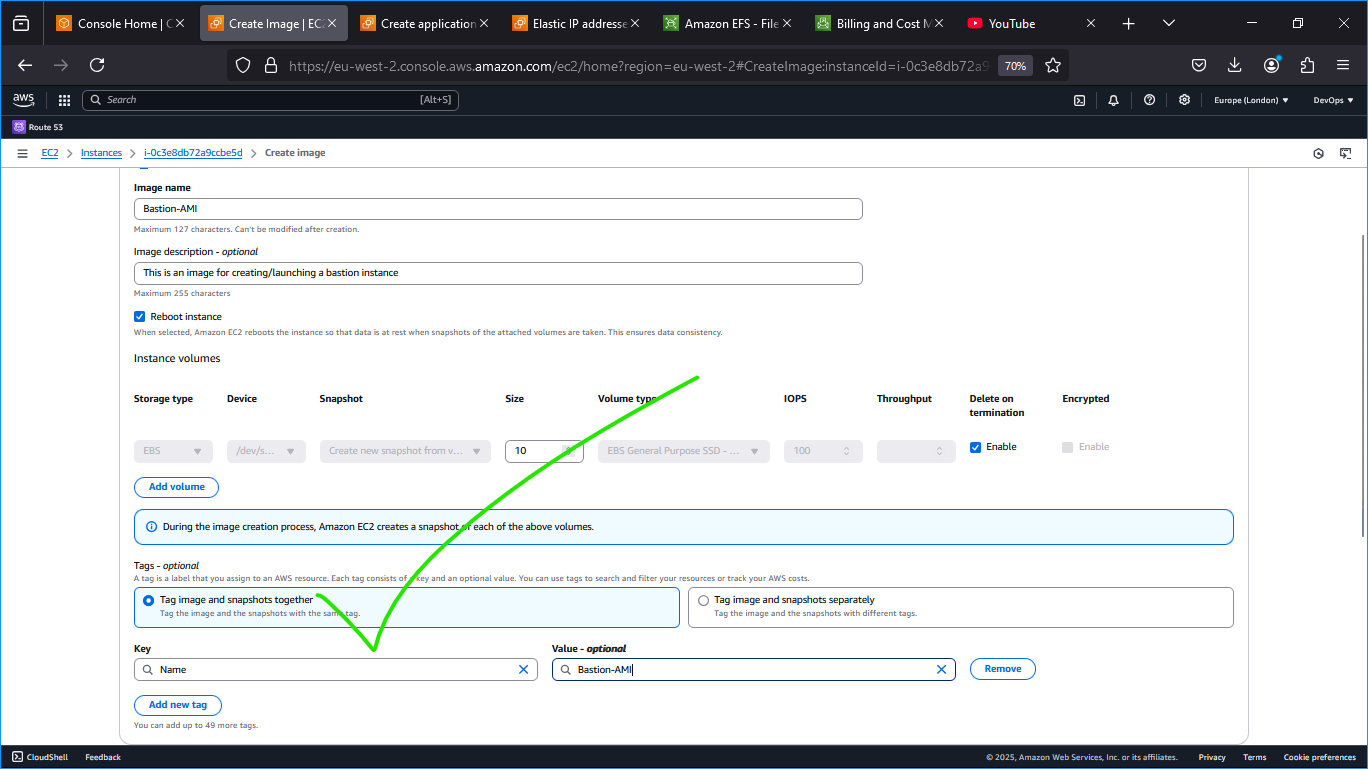 Console Home | C
Create Image | EC2
Create application
Elastic IP addresse
Amazon EFS - File
Billing and Cost M
YouTube
https://eu-west-2.console.aws.amazon.com/ec2/home?region=eu-west-2#CreateImage:instanceId=i-0c3e8db72a9
70%
aws
Search
[Alt+S]
Europe (London)
DevOps
Route 53
EC2
Instances
i-0c3e8db72a9ccbe5d
Create image
Image name
Bastion-AMI
Maximum 127 characters. Can't be modified after creation.
Image description - optional
This is an image for creating/launching a bastion instance
Maximum 255 characters
Reboot instance
When selected, Amazon EC2 reboots the instance so that data is at rest when snapshots of the attached volumes are taken. This ensures data consistency.
Instance volumes
Storage type
Device
Snapshot
Size
Volume type
IOPS
Throughput
Delete on
termination
Encrypted
EBS
/dev/s...
Create new snapshot from v...
10
EBS General Purpose SSD - ...
100
Enable
Enable
Add volume
During the image creation process, Amazon EC2 creates a snapshot of each of the above volumes.
Tags - optional
A tag is a label that you assign to an AWS resource. Each tag consists of a key and an optional value. You can use tags to search and filter your resources or track your AWS costs.
Tag image and snapshots together
Tag the image and the snapshots with the same tag.
Tag image and snapshots separately
Tag the image and the snapshots with different tags.
Key
Value - optional
Name
Bastion-AMI
Remove
Add new tag
You can add up to 49 more tags.
CloudShell
Feedback
© 2025, Amazon Web Services, Inc. or its affiliates.
Privacy
Terms
Cookie preferences